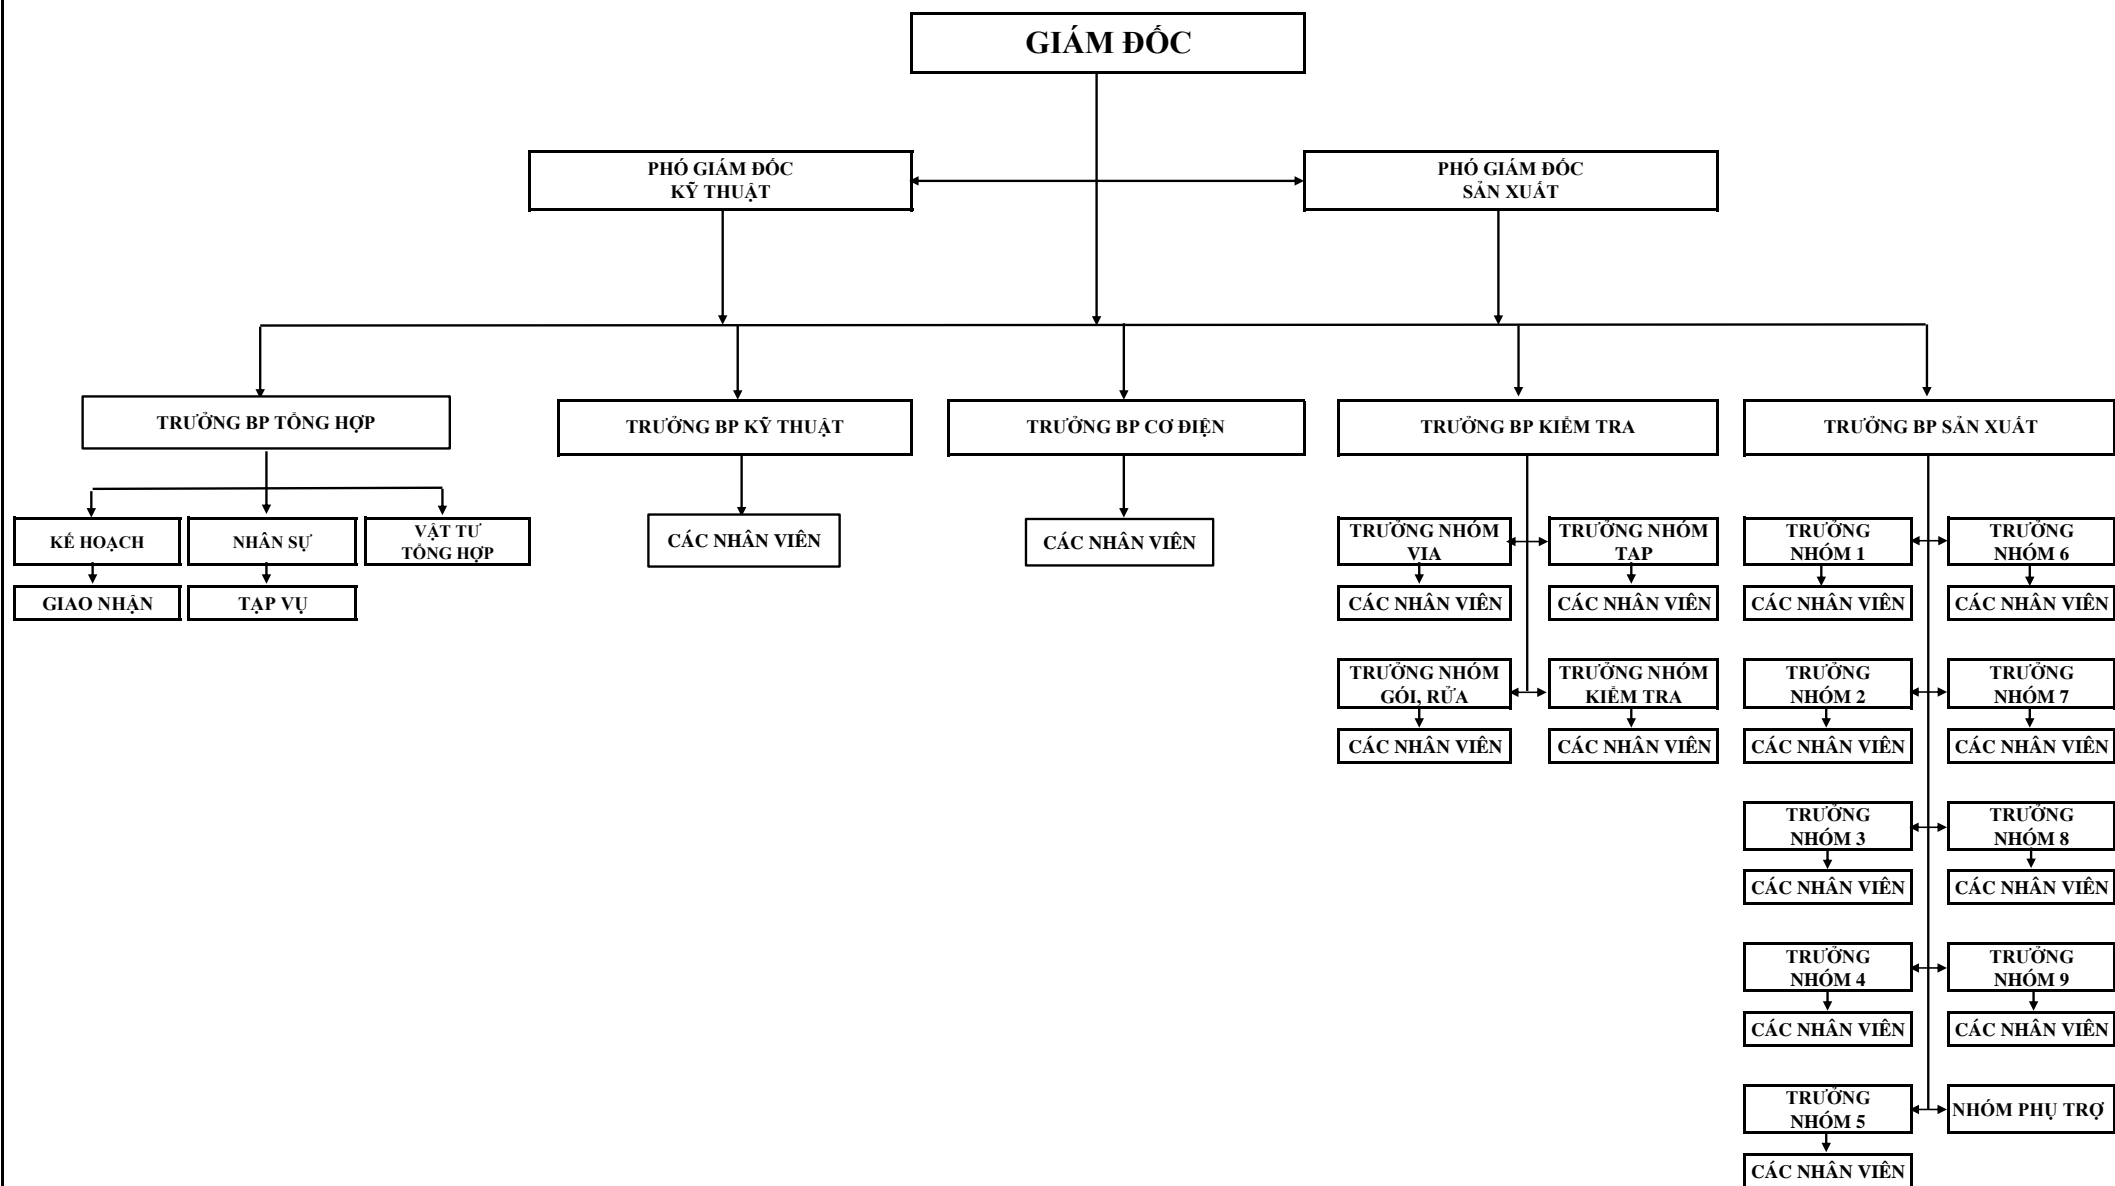 GIÁM ĐỐC
PHÓ GIÁM ĐỐC
KỸ THUẬT
PHÓ GIÁM ĐỐC
SẢN XUẤT
TRƯỞNG BP TỔNG HỢP
TRƯỞNG BP KỸ THUẬT
TRƯỞNG BP CƠ ĐIỆN
TRƯỞNG BP KIỂM TRA
TRƯỞNG BP SẢN XUẤT
KẾ HOẠCH
NHÂN SỰ
VẬT TƯ
TỔNG HỢP
GIAO NHẬN
TẠP VỤ
CÁC NHÂN VIÊN
CÁC NHÂN VIÊN
TRƯỞNG NHÓM
VIA
TRƯỞNG NHÓM
TAP
CÁC NHÂN VIÊN
CÁC NHÂN VIÊN
TRƯỞNG NHÓM
GÓI, RỬA
TRƯỞNG NHÓM
KIỂM TRA
CÁC NHÂN VIÊN
CÁC NHÂN VIÊN
TRƯỞNG
NHÓM 1
TRƯỞNG
NHÓM 6
CÁC NHÂN VIÊN
CÁC NHÂN VIÊN
TRƯỞNG
NHÓM 2
TRƯỞNG
NHÓM 7
CÁC NHÂN VIÊN
CÁC NHÂN VIÊN
TRƯỞNG
NHÓM 3
TRƯỞNG
NHÓM 8
CÁC NHÂN VIÊN
CÁC NHÂN VIÊN
TRƯỞNG
NHÓM 4
TRƯỞNG
NHÓM 9
CÁC NHÂN VIÊN
CÁC NHÂN VIÊN
TRƯỞNG
NHÓM 5
NHÓM PHỤ TRỢ
CÁC NHÂN VIÊN